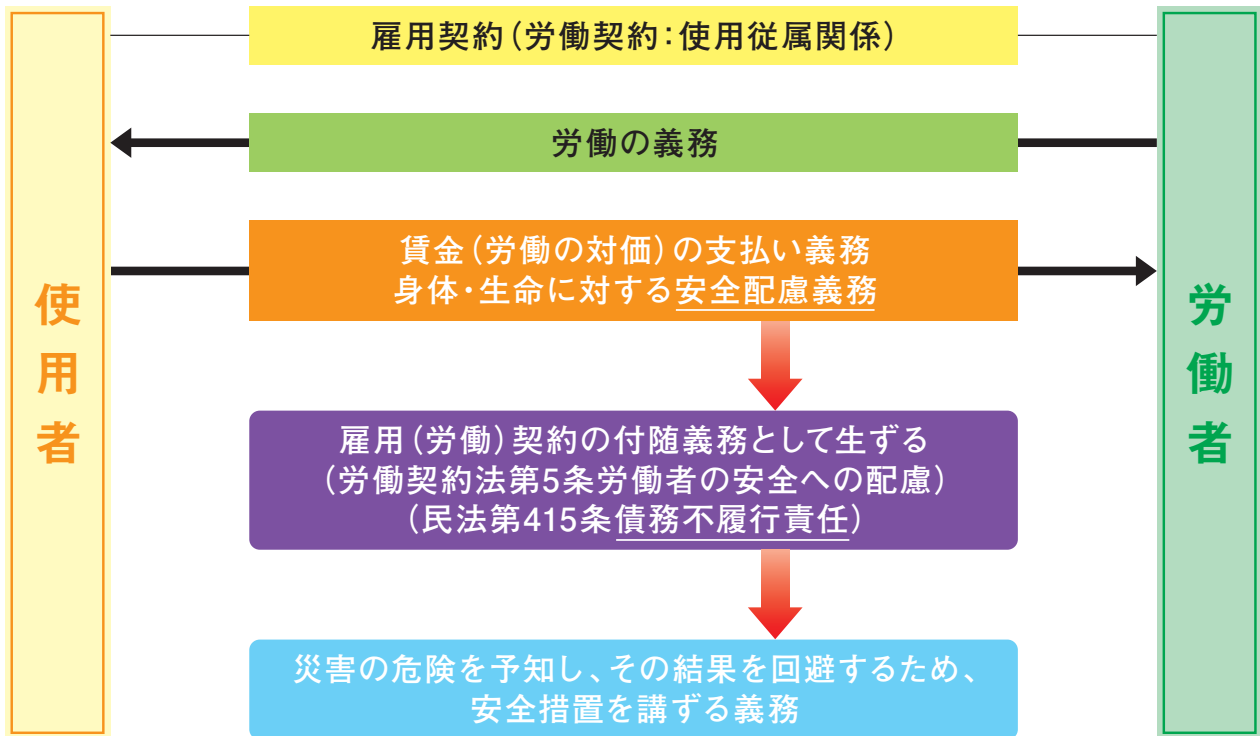 雇用契約（労働契約：使用従属関係）
労働の義務
賃金（労働の対価）の支払い義務
身体・生命に対する安全配慮義務
使用者
労働者
雇用（労働）契約の付随義務として生ずる
（労働契約法第5条労働者の安全への配慮）
（民法第415条債務不履行責任）
災害の危険を予知し、その結果を回避するため、
安全措置を講ずる義務